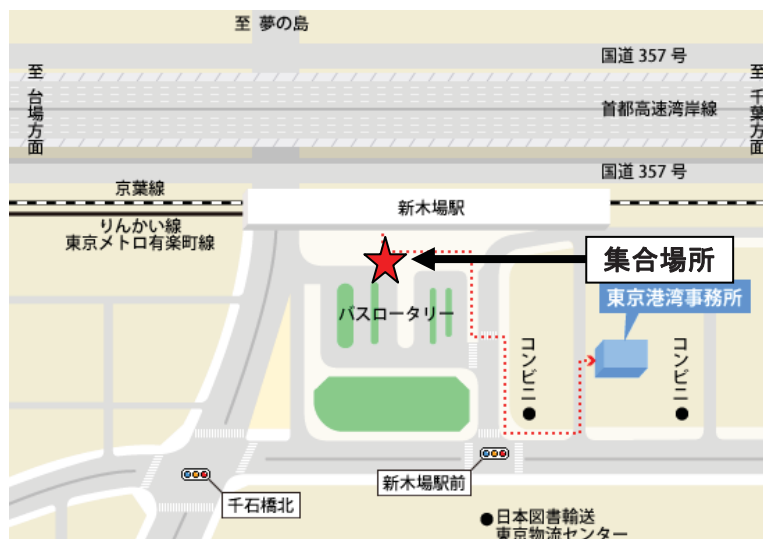 至 夢の島
国道 357 号
至 台場方面
至 千葉方面
首都高速湾岸線
国道 357 号
京葉線
新木場駅
りんかい線
東京メトロ有楽町線
集合場所
東京港湾事務所
バスロータリー
コンビニ
コンビニ
新木場駅前
千石橋北
日本図書輸送
東京物流センター